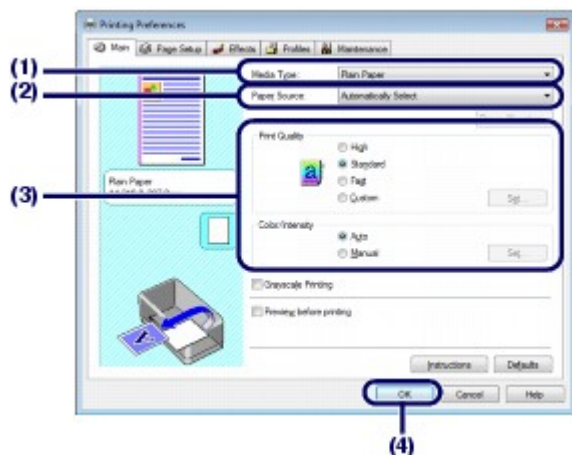 Printing Preferences
Main Page Setup Effects Profiles Maintenance
(1) Media Type: Plain Paper
(2) Paper Source: Automatically Select
Print Quality
High
a Standard
Fast
Custom Set...
(3) Plain Paper
Color/Intensity
Auto
Manual Set...
Grayscale Printing
Preview before printing
Instructions Defaults
OK Cancel Help
(4)